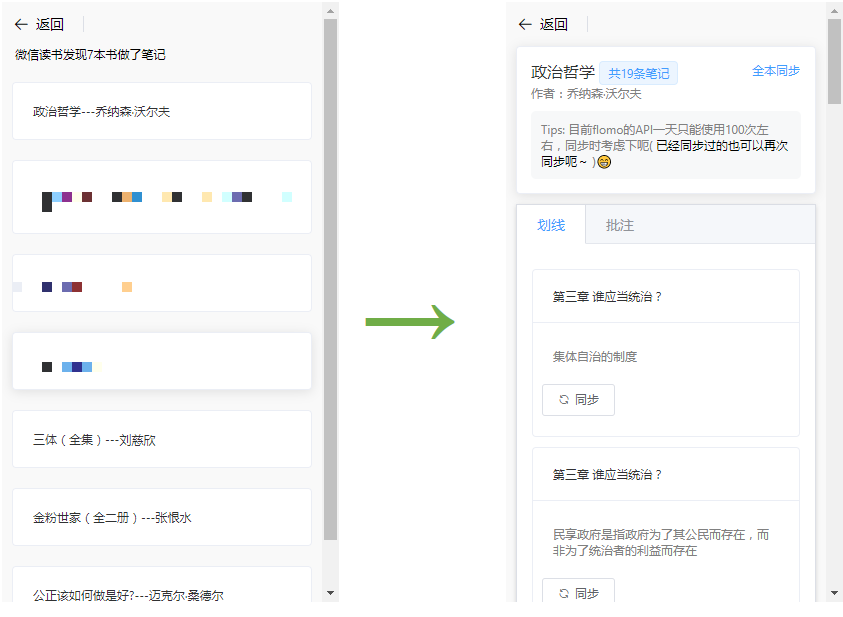 返回
微信读书发现7本书做了笔记
政治哲学---乔纳森·沃尔夫
三体（全集）---刘慈欣
金粉世家（全二册）---张恨水
公正该如何做是好?---迈克尔·桑德尔
返回
政治哲学 共19条笔记 全本同步
作者：乔纳森·沃尔夫
Tips: 目前flomo的API一天只能使用100次左
右，同步时考虑下呃( 已经同步过的也可以再次
同步呃～ )😁
划线 批注
第三章 谁应当统治？
集体自治的制度
同步
第三章 谁应当统治？
民享政府是指政府为了其公民而存在，而
非为了统治者的利益而存在
同步